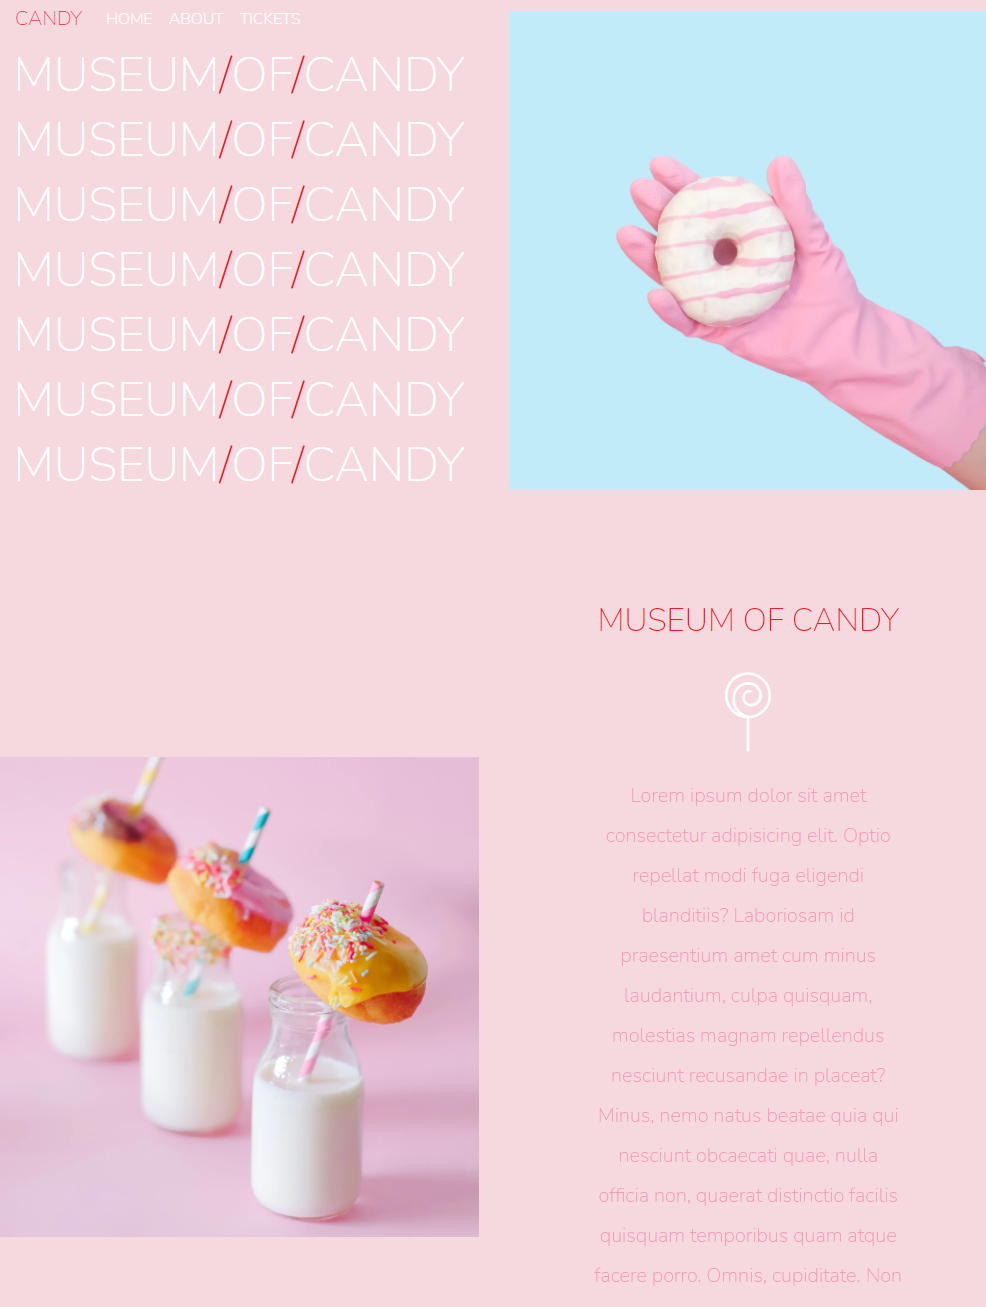 CANDY HOME ABOUT TICKETS
MUSEUM/OF/CANDY
MUSEUM/OF/CANDY
MUSEUM/OF/CANDY
MUSEUM/OF/CANDY
MUSEUM/OF/CANDY
MUSEUM/OF/CANDY
MUSEUM/OF/CANDY
MUSEUM OF CANDY
Lorem ipsum dolor sit amet
consectetur adipisicing elit. Optio
repellat modi fuga eligendi
blanditiis? Laboriosam id
praesentium amet cum minus
laudantium, culpa quisquam,
molestias magnam repellendus
nesciunt recusandae in placeat?
Minus, nemo natus beatae quia qui
nesciunt obcaecati quae, nulla
officia non, quaerat distinctio facilis
quisquam temporibus quam atque
facere porro. Omnis, cupiditate. Non